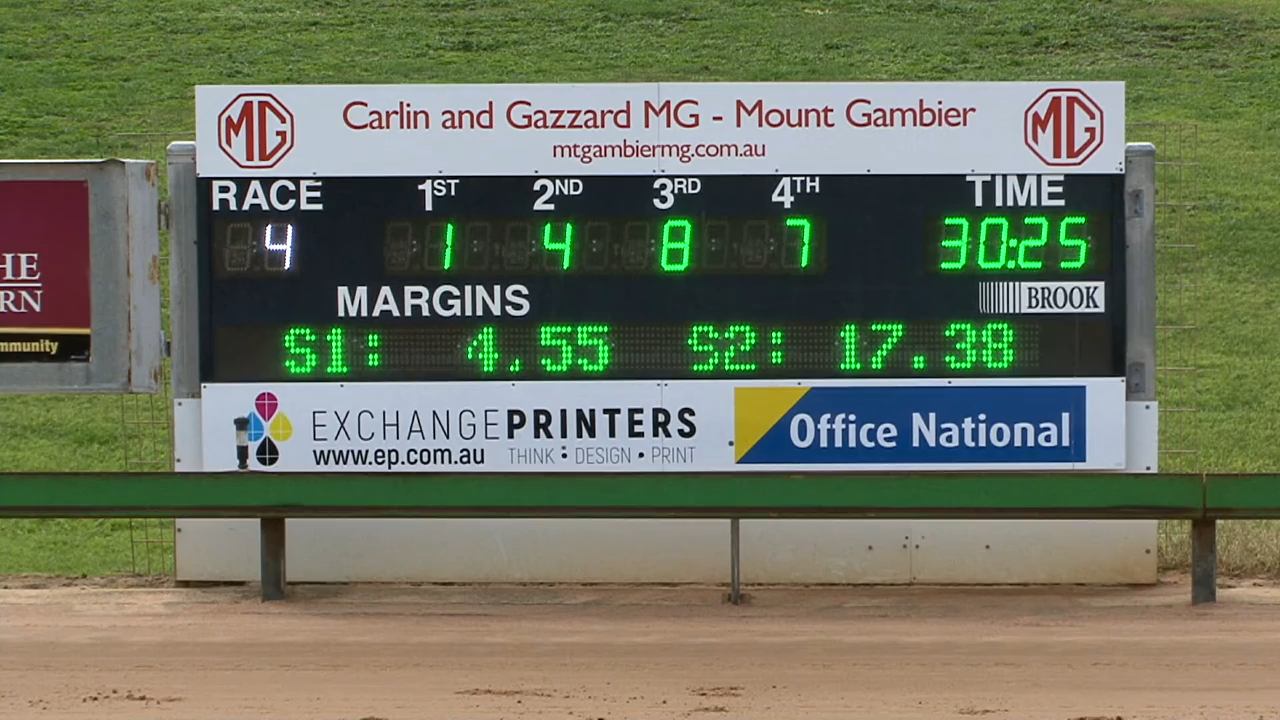 MG Carlin and Gazzard MG - Mount Gambier MG
mtgambiermg.com.au
RACE 1ST 2ND 3RD 4TH TIME
4 1 4 8 7 30:25
MARGINS BROOK
S1: 4.55 S2: 17.38
EXCHANGEPRINTERS Office National
www.ep.com.au THINK : DESIGN • PRINT
HE
RN
mmunity